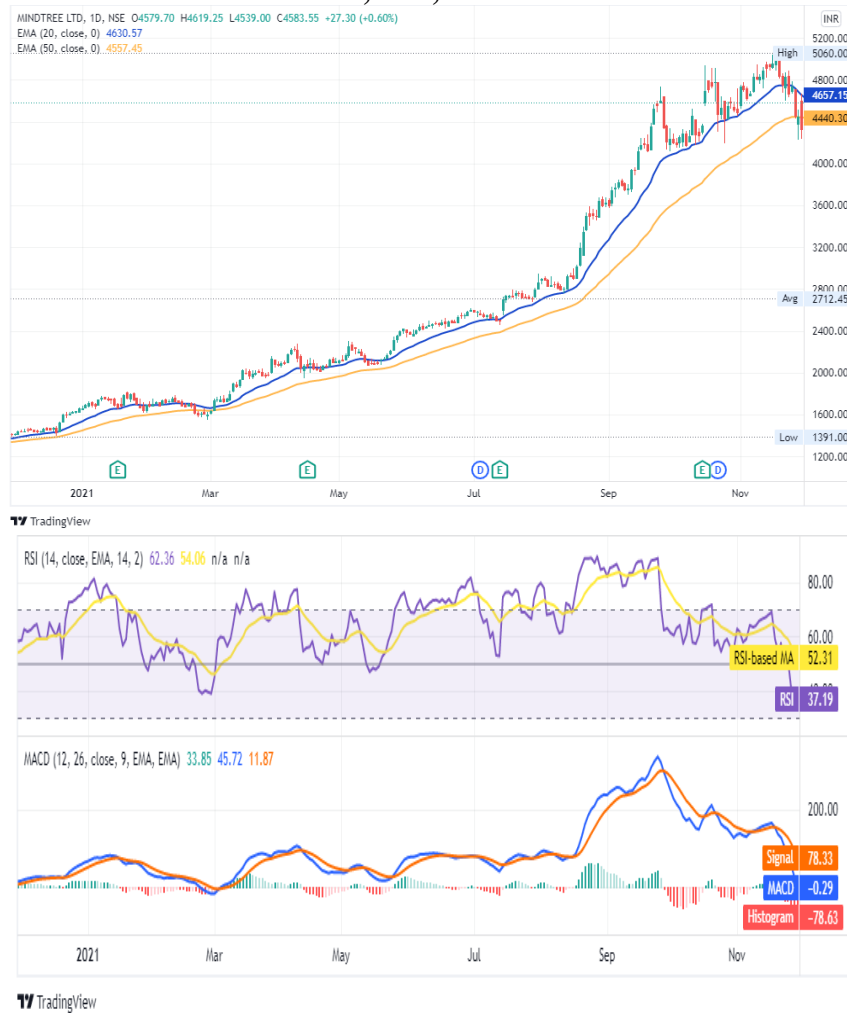 MINDTREE LTD, 1D, NSE O4579.70 H4619.25 L4539.00 C4583.55 +27.30 (+0.60%)
INR
EMA (20, close, 0) 4630.57
EMA (50, close, 0) 4557.45
5200.00
High 5060.00
4800.00
4657.15
4440.30
4000.00
3600.00
3200.00
2800.00
Avg 2712.45
2400.00
2000.00
1600.00
Low 1391.00
1200.00
E E D E E D
2021 Mar May Jul Sep Nov
TradingView
RSI (14, close, EMA, 14, 2) 62.36 54.06 n/a n/a
80.00
60.00
RSI-based MA 52.31
RSI 37.19
MACD (12, 26, close, 9, EMA, EMA) 33.85 45.72 11.87
200.00
Signal 78.33
MACD −0.29
Histogram −78.63
2021 Mar May Jul Sep Nov
TradingView